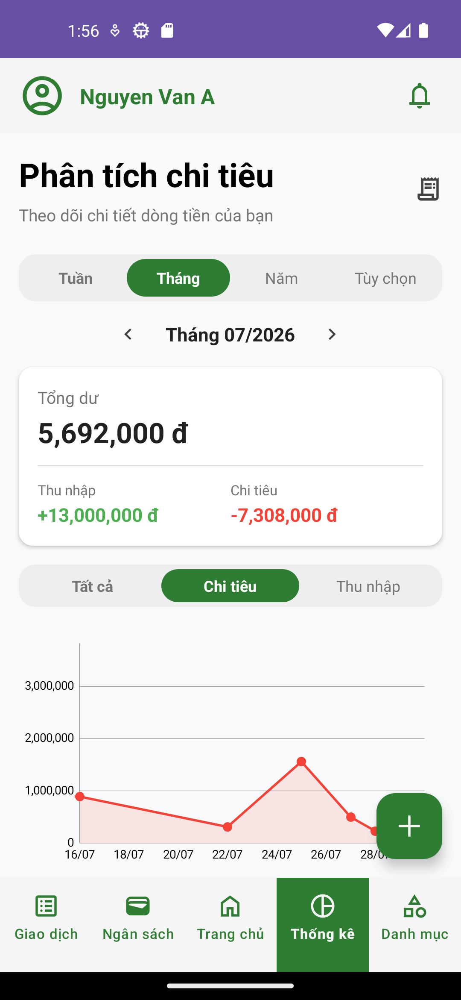 1:56
Nguyen Van A
Phân tích chi tiêu
Theo dõi chi tiết dòng tiền của bạn
Tuần Tháng Năm Tùy chọn
Tháng 07/2026
Tổng dư
5,692,000 đ
Thu nhập Chi tiêu
+13,000,000 đ -7,308,000 đ
Tất cả Chi tiêu Thu nhập
3,000,000
2,000,000
1,000,000
0
16/07 18/07 20/07 22/07 24/07 26/07
Giao dịch Ngân sách Trang chủ Thống kê Danh mục